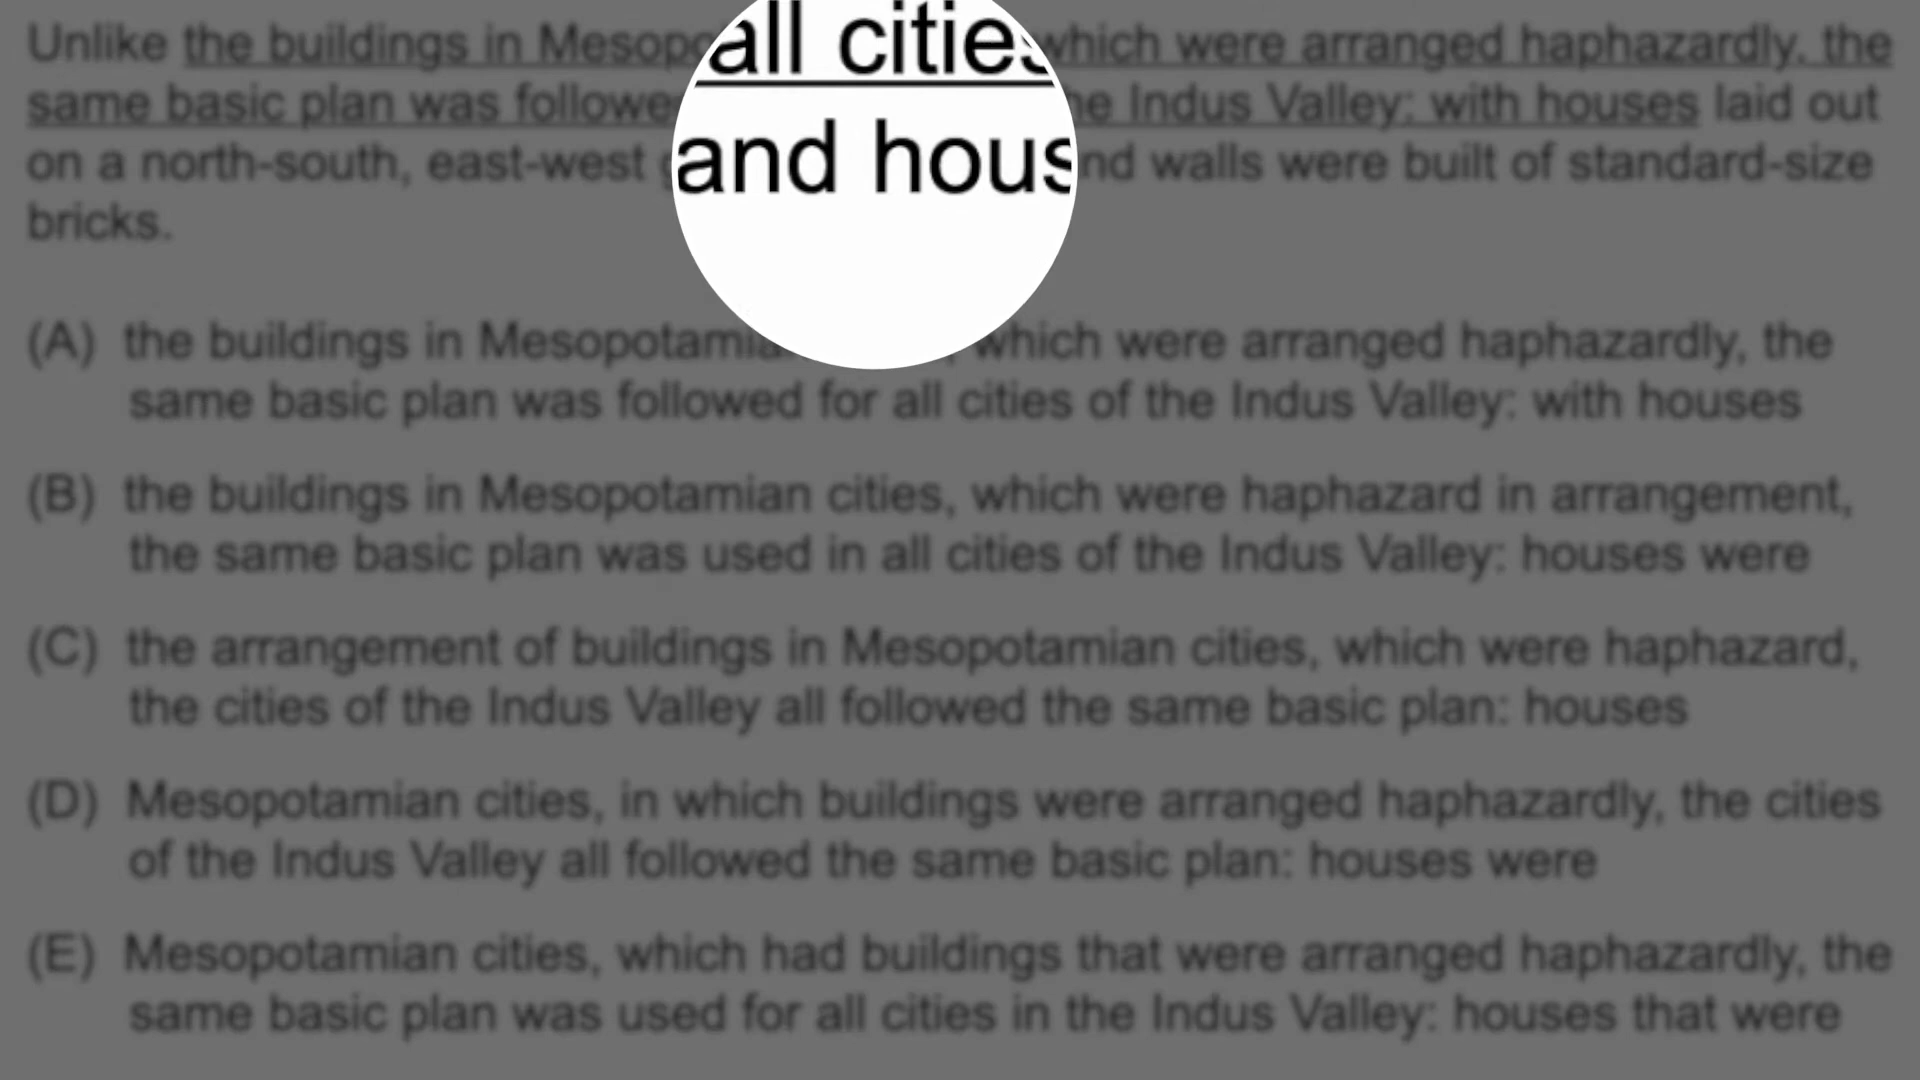 Unlike the buildings in Mesopo all cities which were arranged haphazardly, the
same basic plan was followe he Indus Valley: with houses laid out
on a north-south, east-west and hous nd walls were built of standard-size
bricks.
(A) the buildings in Mesopotamia which were arranged haphazardly, the
same basic plan was followed for all cities of the Indus Valley: with houses
(B) the buildings in Mesopotamian cities, which were haphazard in arrangement,
the same basic plan was used in all cities of the Indus Valley: houses were
(C) the arrangement of buildings in Mesopotamian cities, which were haphazard,
the cities of the Indus Valley all followed the same basic plan: houses
(D) Mesopotamian cities, in which buildings were arranged haphazardly, the cities
of the Indus Valley all followed the same basic plan: houses were
(E) Mesopotamian cities, which had buildings that were arranged haphazardly, the
same basic plan was used for all cities in the Indus Valley: houses that were